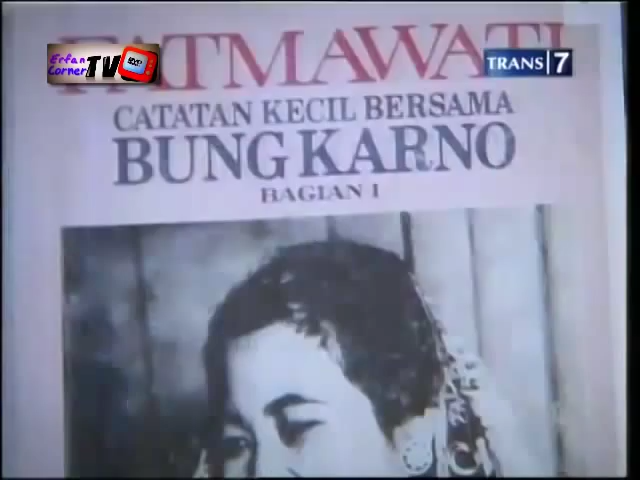 FATMAWATI
Erfan
Corner TV
TRANS|7
CATATAN KECIL BERSAMA
BUNG KARNO
BAGIAN I